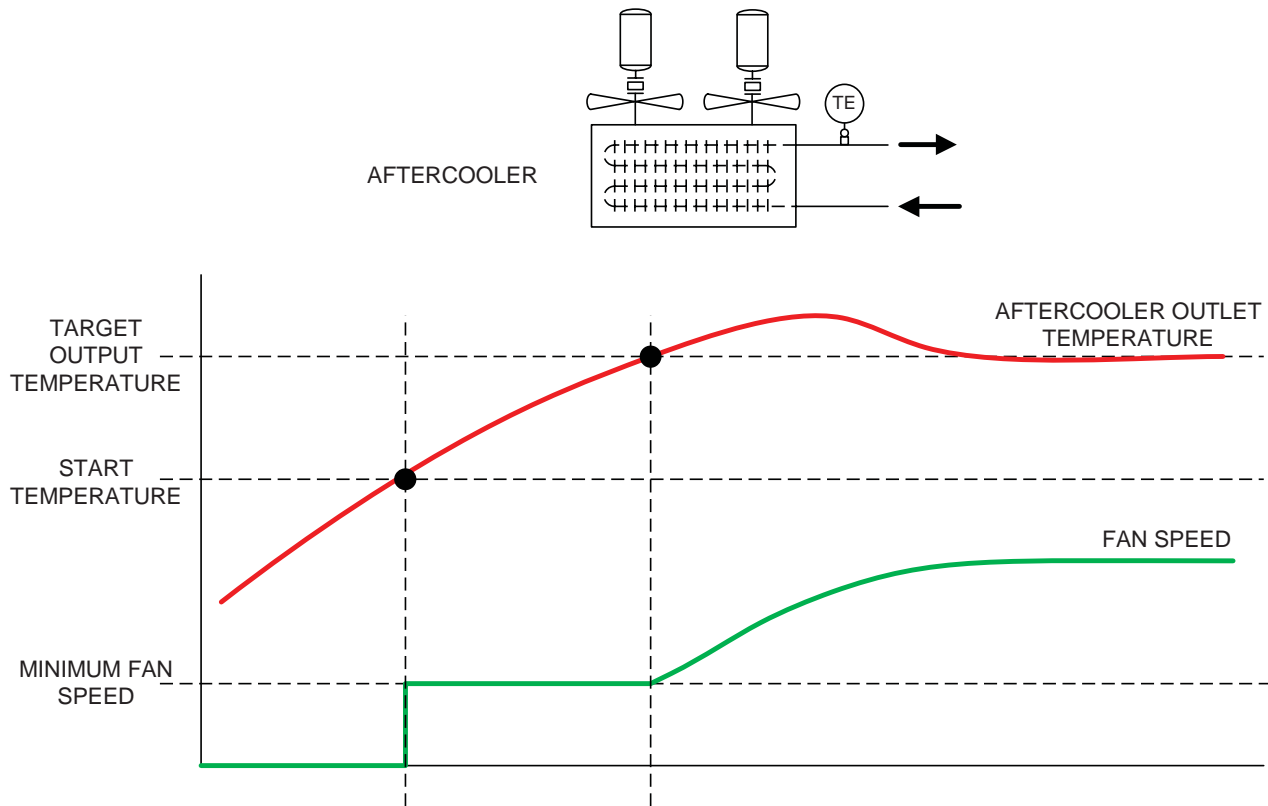 TE
AFTERCOOLER
AFTERCOOLER OUTLET
TEMPERATURE
TARGET
OUTPUT
TEMPERATURE
START
TEMPERATURE
FAN SPEED
MINIMUM FAN
SPEED